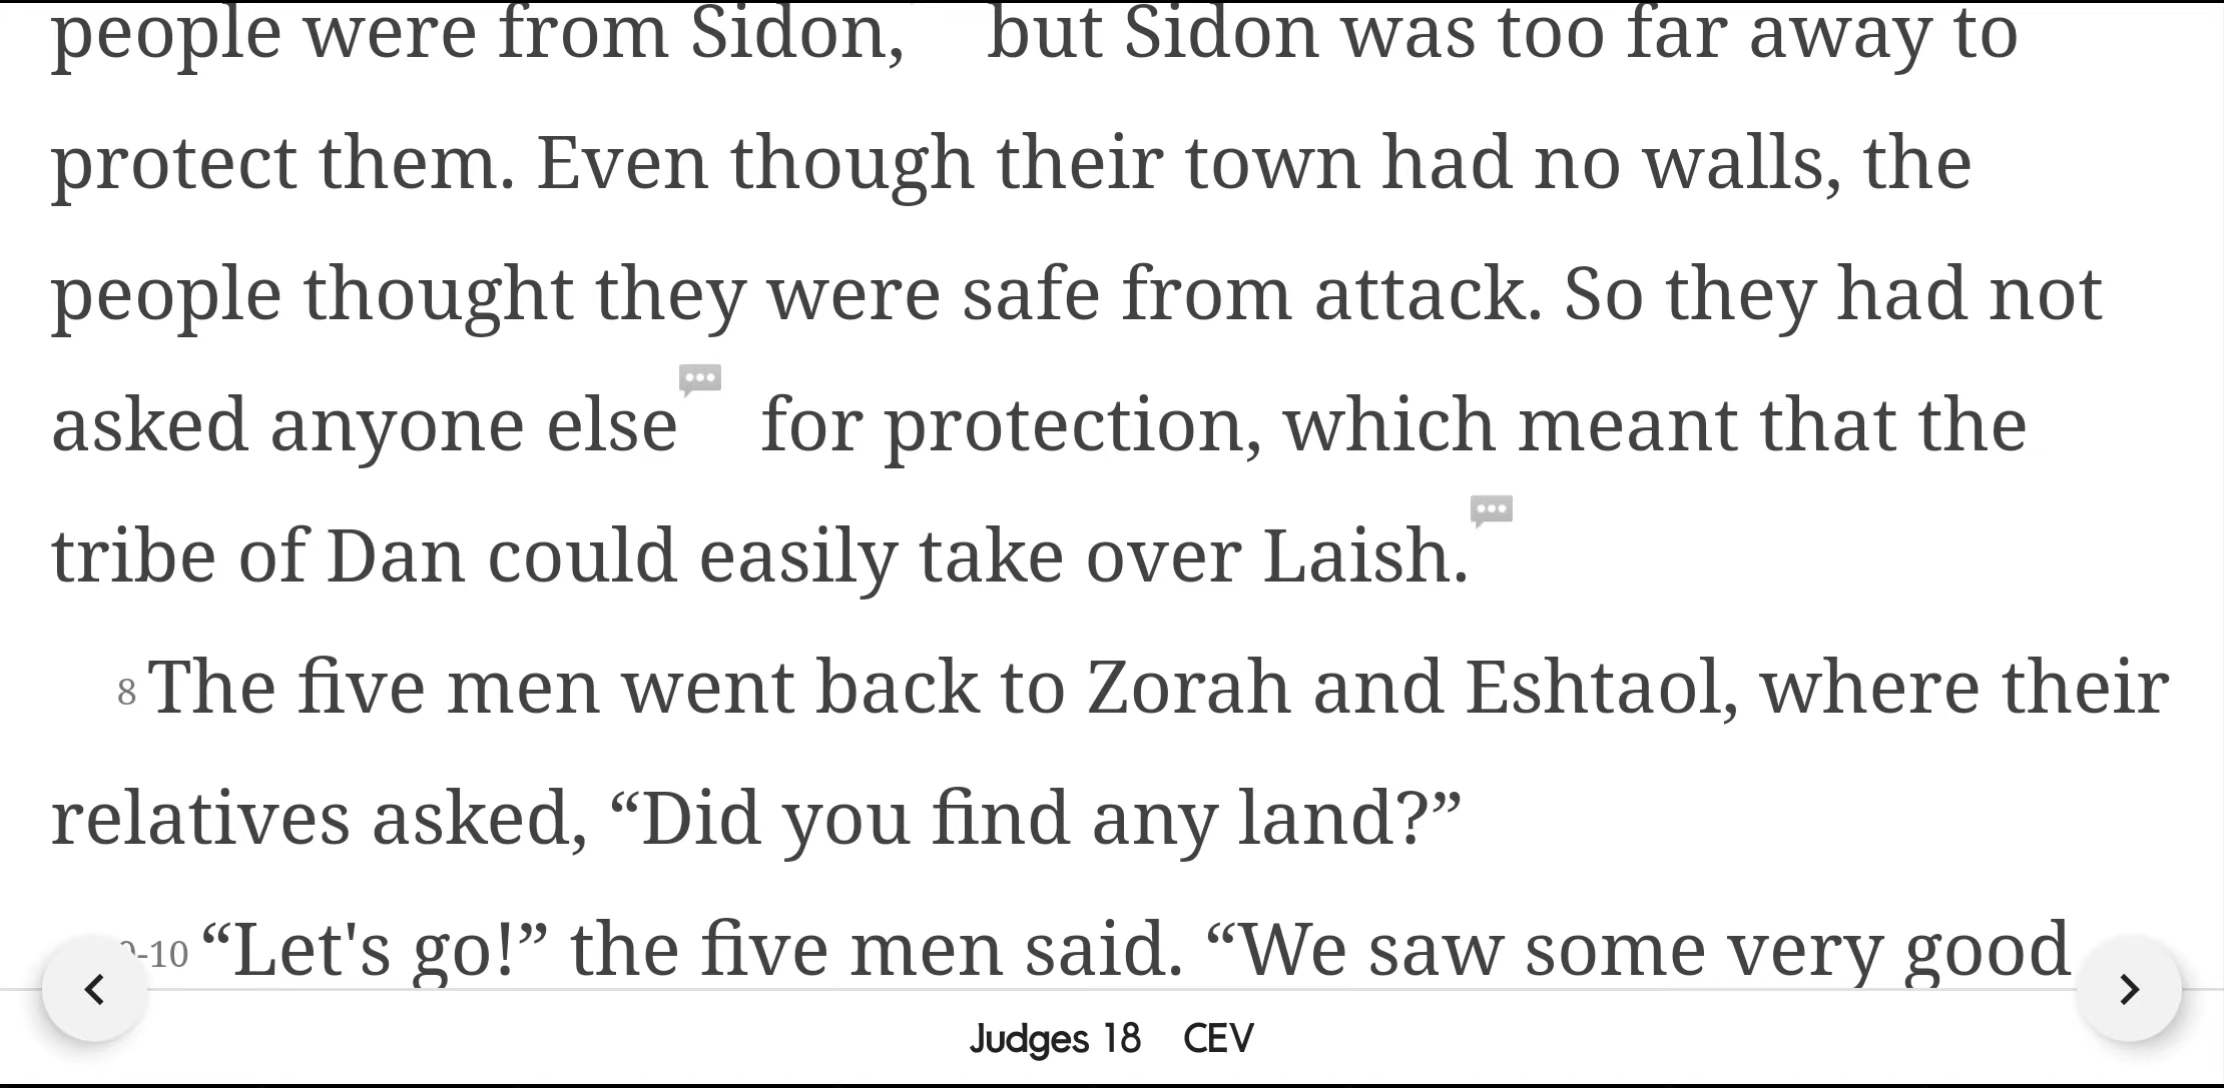 people were from Sidon, but Sidon was too far away to
protect them. Even though their town had no walls, the
people thought they were safe from attack. So they had not
asked anyone else for protection, which meant that the
tribe of Dan could easily take over Laish.
8 The five men went back to Zorah and Eshtaol, where their
relatives asked, “Did you find any land?”
9-10 “Let's go!” the five men said. “We saw some very good
Judges 18 CEV